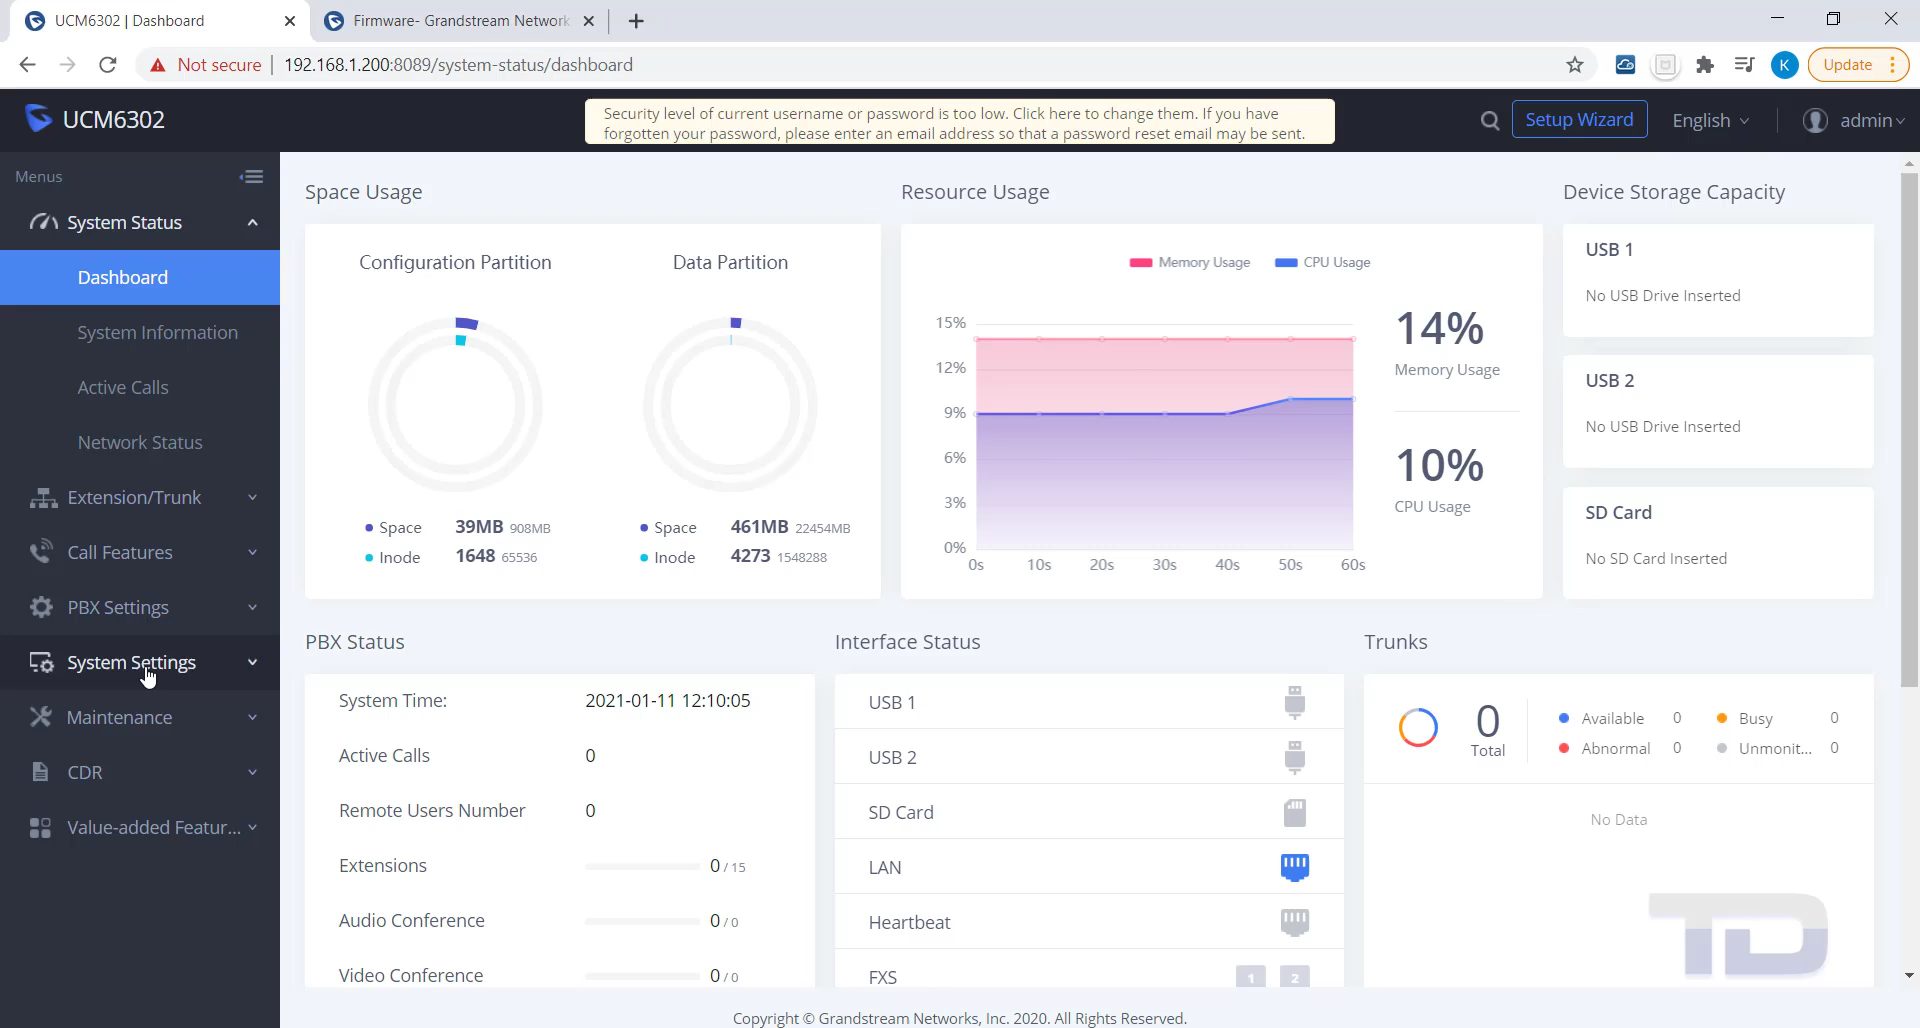 UCM6302 | Dashboard
Firmware- Grandstream Network
Not secure
192.168.1.200:8089/system-status/dashboard
K
Update
UCM6302
Security level of current username or password is too low. Click here to change them. If you have
forgotten your password, please enter an email address so that a password reset email may be sent.
Setup Wizard
English
admin
Menus
System Status
Dashboard
System Information
Active Calls
Network Status
Extension/Trunk
Call Features
PBX Settings
System Settings
Maintenance
CDR
Value-added Featur...
Space Usage
Configuration Partition
Data Partition
Space 39MB 908MB
Inode 1648 65536
Space 461MB 22454MB
Inode 4273 1548288
Resource Usage
Memory Usage
CPU Usage
15%
12%
9%
6%
3%
0%
0s 10s 20s 30s 40s 50s 60s
14%
Memory Usage
10%
CPU Usage
Device Storage Capacity
USB 1
No USB Drive Inserted
USB 2
No USB Drive Inserted
SD Card
No SD Card Inserted
PBX Status
System Time: 2021-01-11 12:10:05
Active Calls 0
Remote Users Number 0
Extensions 0 / 15
Audio Conference 0 / 0
Video Conference 0 / 0
Interface Status
USB 1
USB 2
SD Card
LAN
Heartbeat
FXS 1 2
Trunks
0
Total
Available 0
Busy 0
Abnormal 0
Unmonit... 0
No Data
TD
Copyright © Grandstream Networks, Inc. 2020. All Rights Reserved.